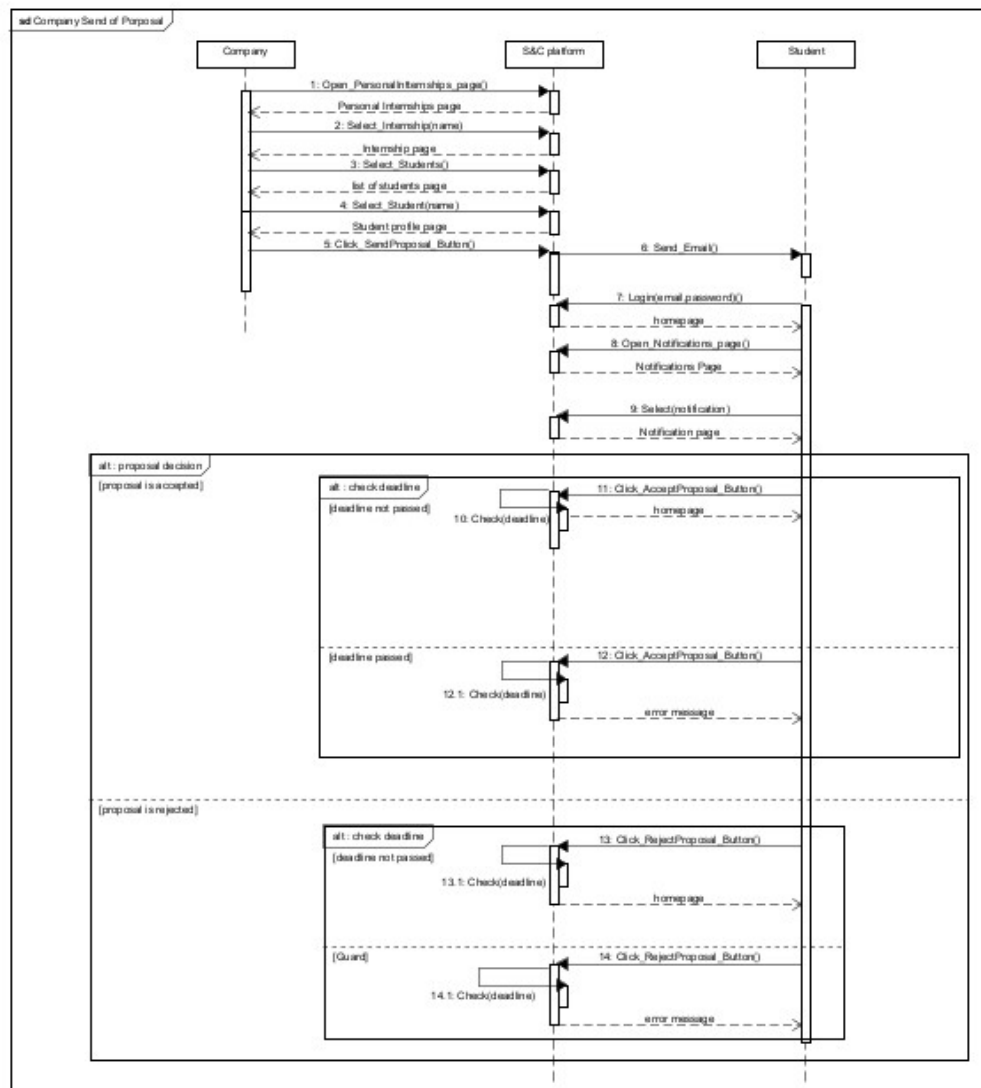 sd Company Send of Porposal
Company
S&C platform
Student
1: Open_PersonalInternships_page()
Personal Internships page
2: Select_Internship(name)
Internship page
3: Select_Students()
list of students page
4: Select_Student(name)
Student profile page
5: Click_SendProposal_Button()
6: Send_Email()
7: Login(email,password)()
homepage
8: Open_Notifications_page()
Notifications Page
9: Select(notification)
Notification page
alt : proposal decision
[proposal is accepted]
alt : check deadline
[deadline not passed]
11: Click_AcceptProposal_Button()
homepage
10: Check(deadline)
[deadline passed]
12: Click_AcceptProposal_Button()
12.1: Check(deadline)
error message
[proposal is rejected]
alt : check deadline
[deadline not passed]
13: Click_RejectProposal_Button()
13.1: Check(deadline)
homepage
[Guard]
14: Click_RejectProposal_Button()
14.1: Check(deadline)
error message